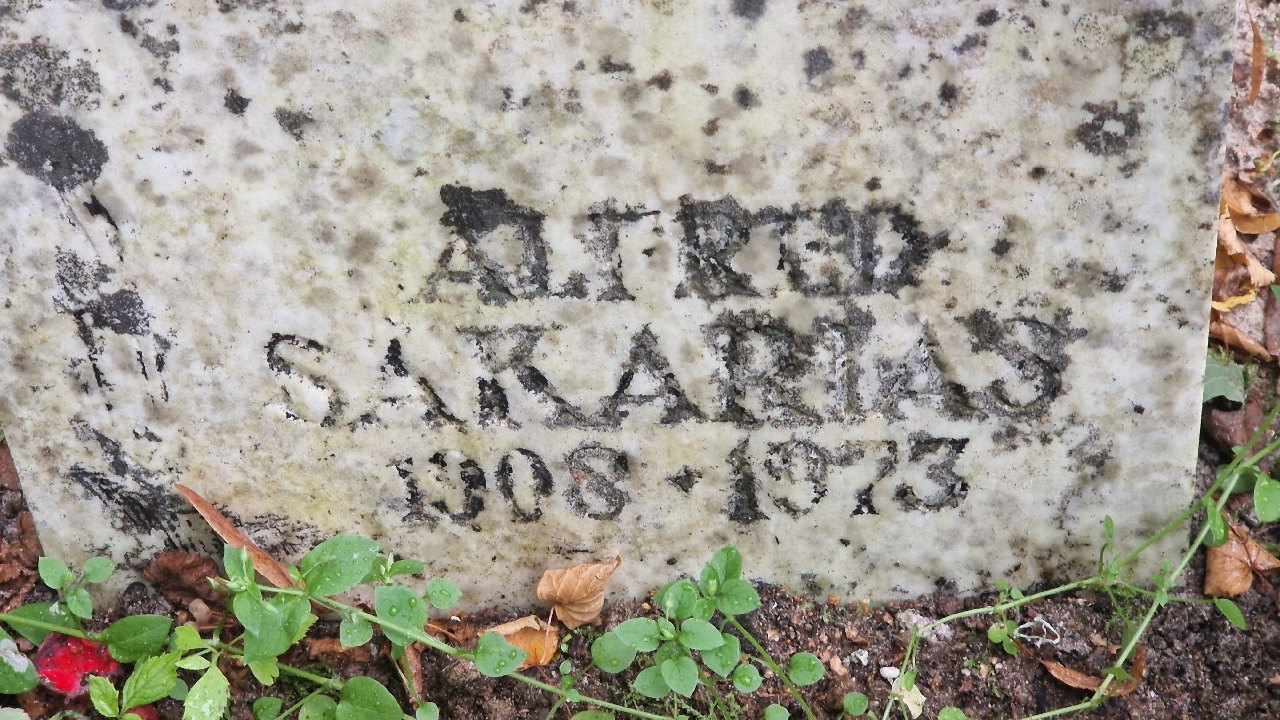 ALFRED
SAKARIAS
1908 · 1973